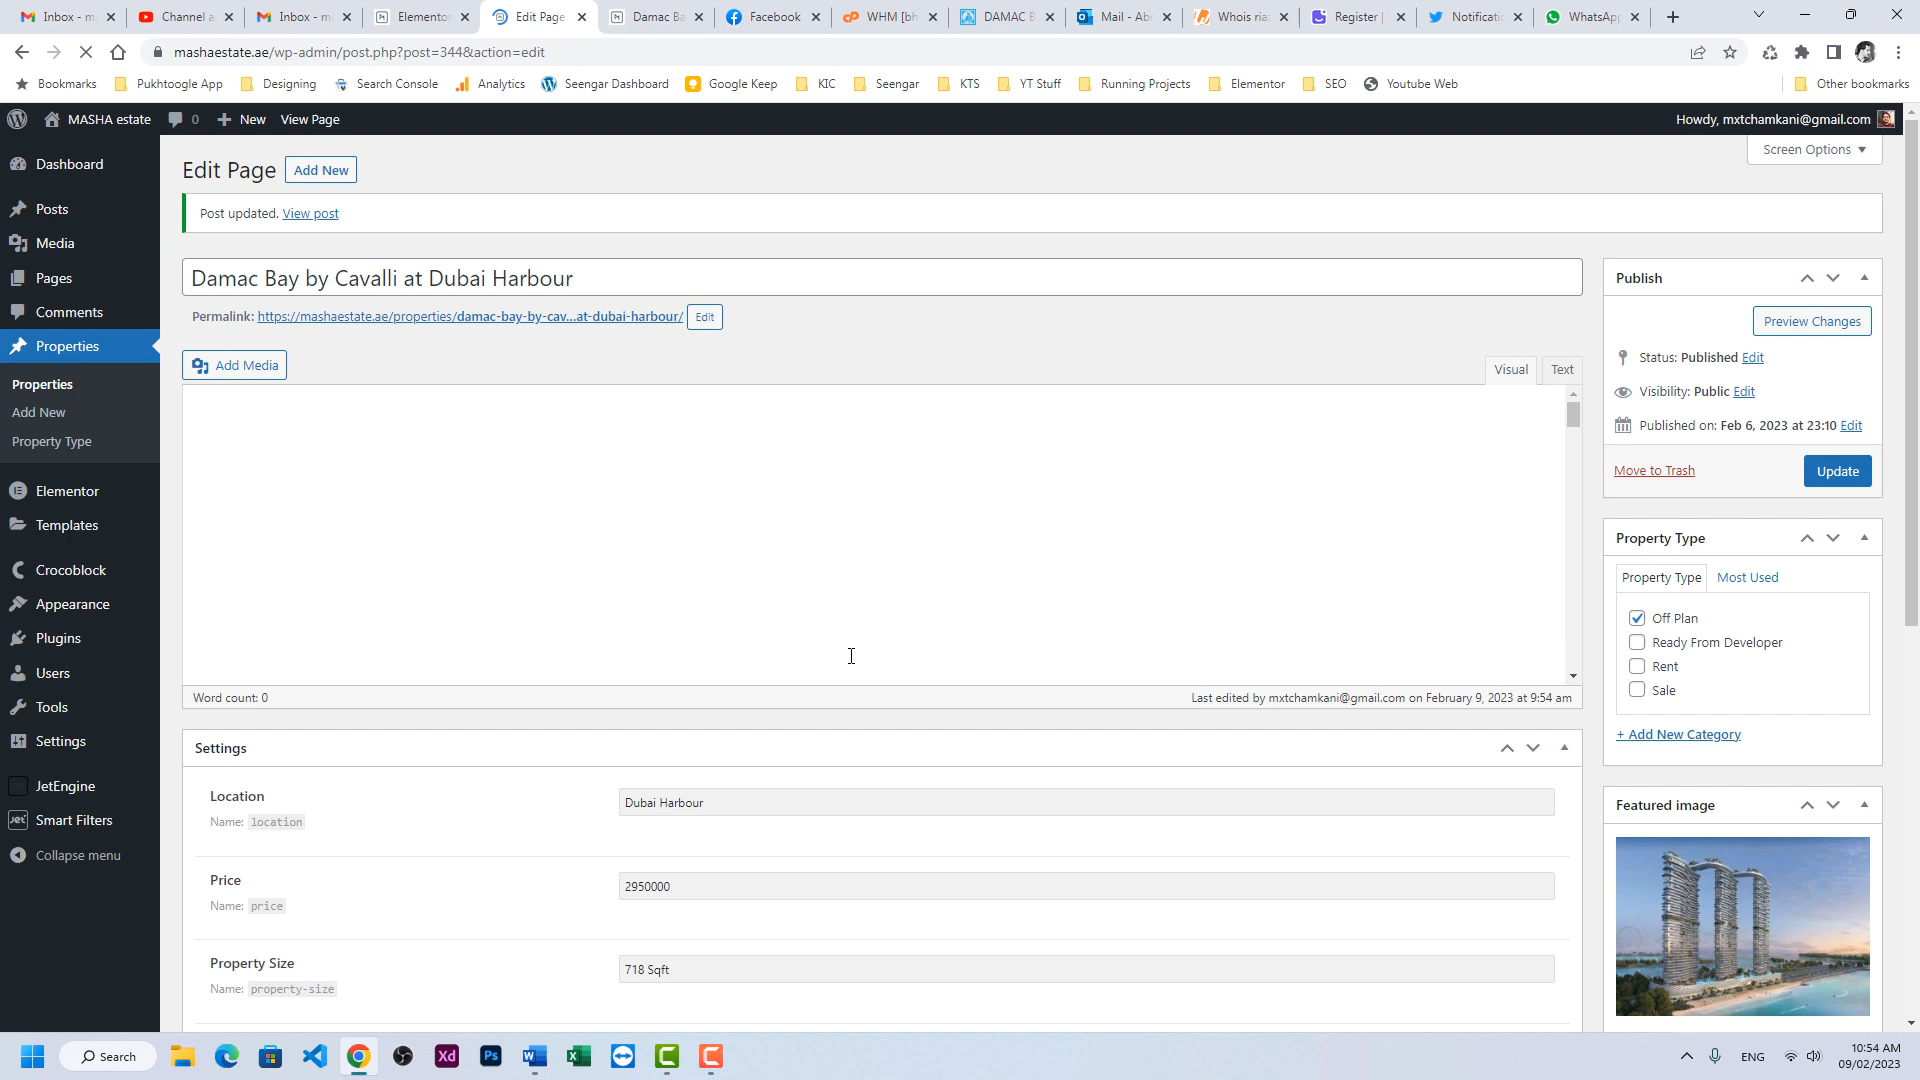 Inbox - m
Channel a
Inbox - m
Elementor
Edit Page
Damac Ba
Facebook
WHM [bh
DAMAC B
Mail - Abo
Whois ria
Register |
Notificati
WhatsApp
mashaestate.ae/wp-admin/post.php?post=344&action=edit
Bookmarks
Pukhtoogle App
Designing
Search Console
Analytics
Seengar Dashboard
Google Keep
KIC
Seengar
KTS
YT Stuff
Running Projects
Elementor
SEO
Youtube Web
Other bookmarks
MASHA estate
0
New
View Page
Howdy, mxtchamkani@gmail.com
Dashboard
Posts
Media
Pages
Comments
Properties
Properties
Add New
Property Type
Elementor
Templates
Crocoblock
Appearance
Plugins
Users
Tools
Settings
JetEngine
Smart Filters
Collapse menu
Screen Options
Edit Page
Add New
Post updated. View post
Damac Bay by Cavalli at Dubai Harbour
Permalink: https://mashaestate.ae/properties/damac-bay-by-cav…at-dubai-harbour/ Edit
Add Media
Visual
Text
Word count: 0
Last edited by mxtchamkani@gmail.com on February 9, 2023 at 9:54 am
Settings
Location
Name: location
Dubai Harbour
Price
Name: price
2950000
Property Size
Name: property-size
718 Sqft
Publish
Preview Changes
Status: Published Edit
Visibility: Public Edit
Published on: Feb 6, 2023 at 23:10 Edit
Move to Trash
Update
Property Type
Property Type
Most Used
Off Plan
Ready From Developer
Rent
Sale
+ Add New Category
Featured image
Search
Xd
Ps
ENG
10:54 AM
09/02/2023